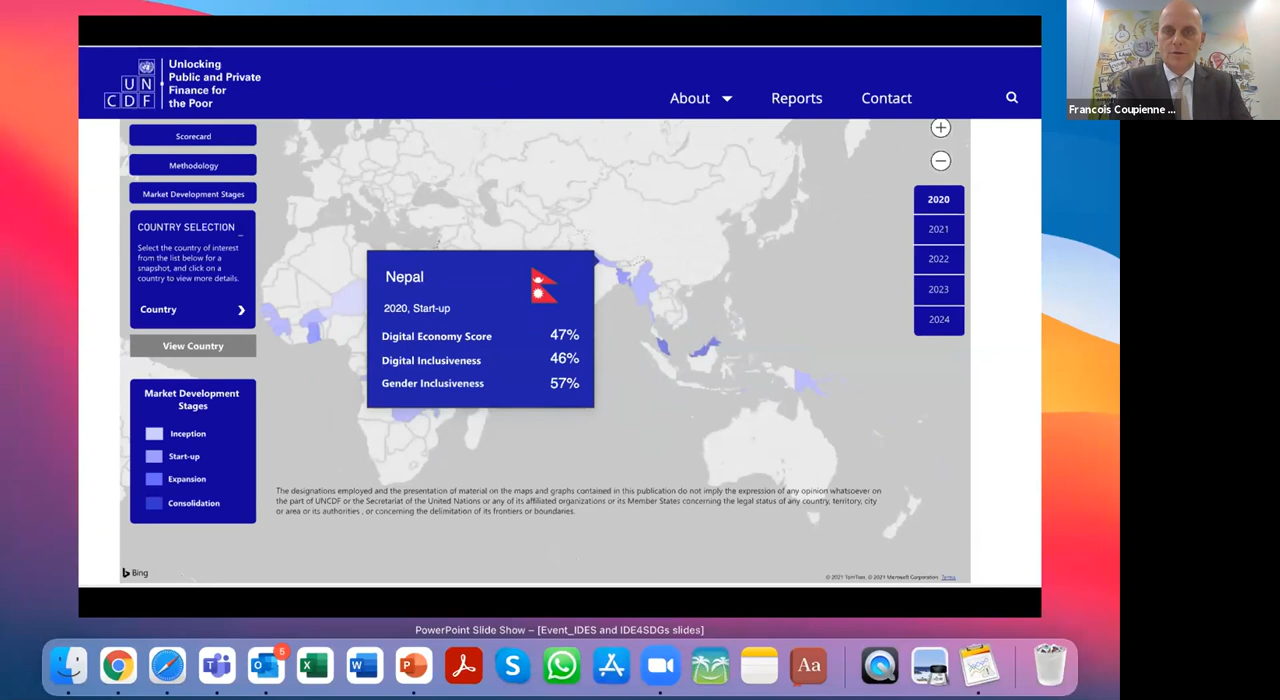 UN
CDF
Unlocking
Public and Private
Finance for
the Poor
About
Reports
Contact
Francois Coupienne ...
Scorecard
Methodology
Market Development Stages
COUNTRY SELECTION _
Select the country of interest
from the list below for a
snapshot, and click on a
country to view more details.
Country
View Country
Market Development
Stages
Inception
Start-up
Expansion
Consolidation
Nepal
2020, Start-up
Digital Economy Score 47%
Digital Inclusiveness 46%
Gender Inclusiveness 57%
2020
2021
2022
2023
2024
The designations employed and the presentation of material on the maps and graphs contained in this publication do not imply the expression of any opinion whatsoever on
the part of UNCDF or the Secretariat of the United Nations or any of its affiliated organizations or its Member States concerning the legal status of any country, territory, city
or area or its authorities , or concerning the delimitation of its frontiers or boundaries.
Bing
© 2021 TomTom, © 2021 Microsoft Corporation Terms
PowerPoint Slide Show – [Event_IDES and IDE4SDGs slides]
5
Aa